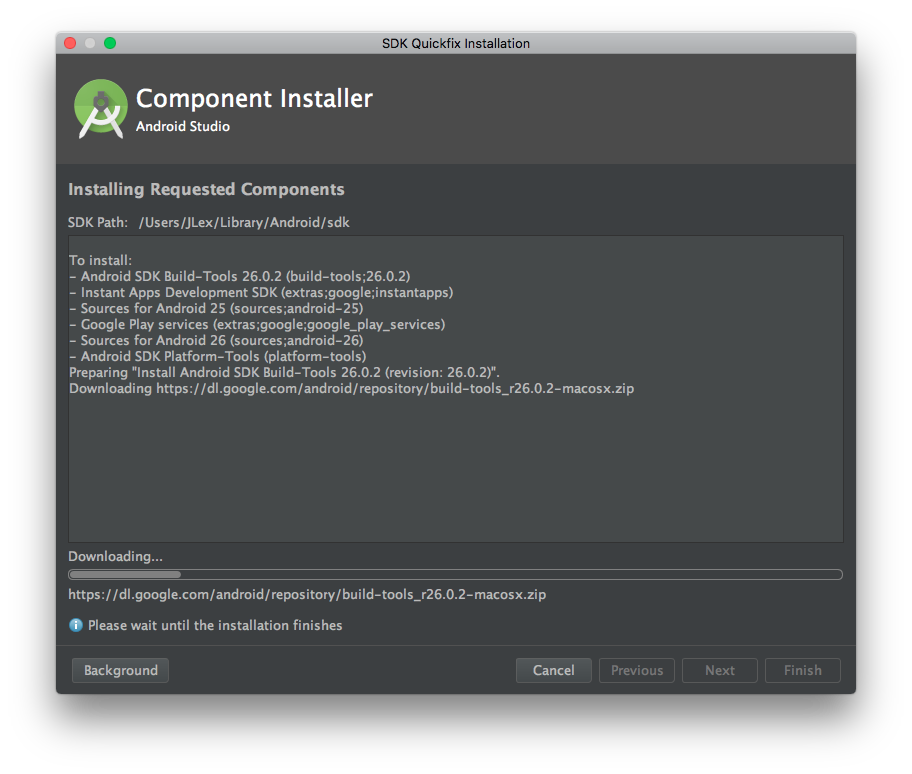 SDK Quickfix Installation
Component Installer
Android Studio
Installing Requested Components
SDK Path: /Users/JLex/Library/Android/sdk
To install:
- Android SDK Build-Tools 26.0.2 (build-tools;26.0.2)
- Instant Apps Development SDK (extras;google;instantapps)
- Sources for Android 25 (sources;android-25)
- Google Play services (extras;google;google_play_services)
- Sources for Android 26 (sources;android-26)
- Android SDK Platform-Tools (platform-tools)
Preparing "Install Android SDK Build-Tools 26.0.2 (revision: 26.0.2)".
Downloading https://dl.google.com/android/repository/build-tools_r26.0.2-macosx.zip
Downloading...
https://dl.google.com/android/repository/build-tools_r26.0.2-macosx.zip
Please wait until the installation finishes
Background Cancel Previous Next Finish